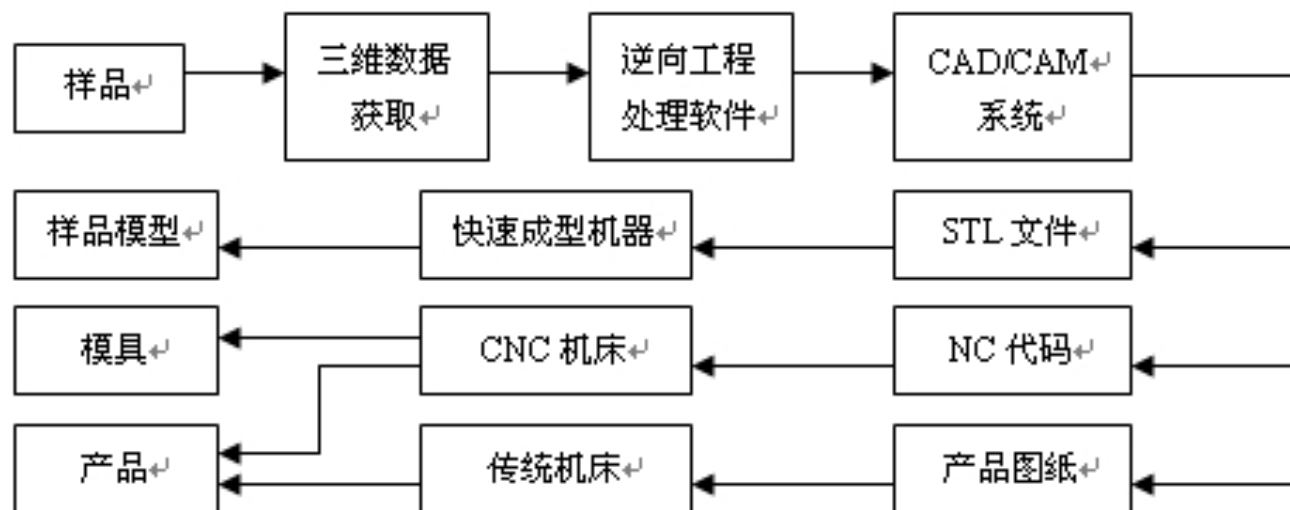 样品
三維数据
获取
逆向工程
处理软件
CAD/CAM
系统
样品模型
快速成型机器
STL 文件
模具
CNC 机床
NC 代码
产品
传统机床
产品图纸